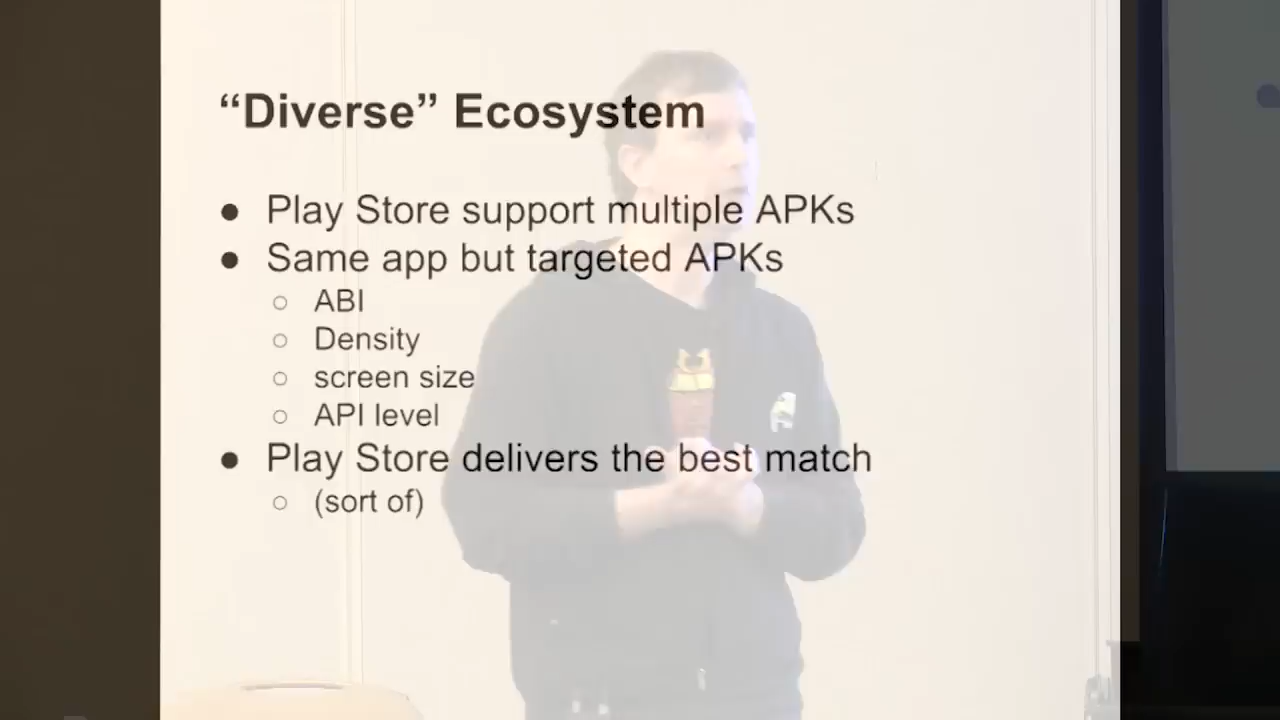 “Diverse” Ecosystem
● Play Store support multiple APKs
● Same app but targeted APKs
○ ABI
○ Density
○ screen size
○ API level
● Play Store delivers the best match
○ (sort of)